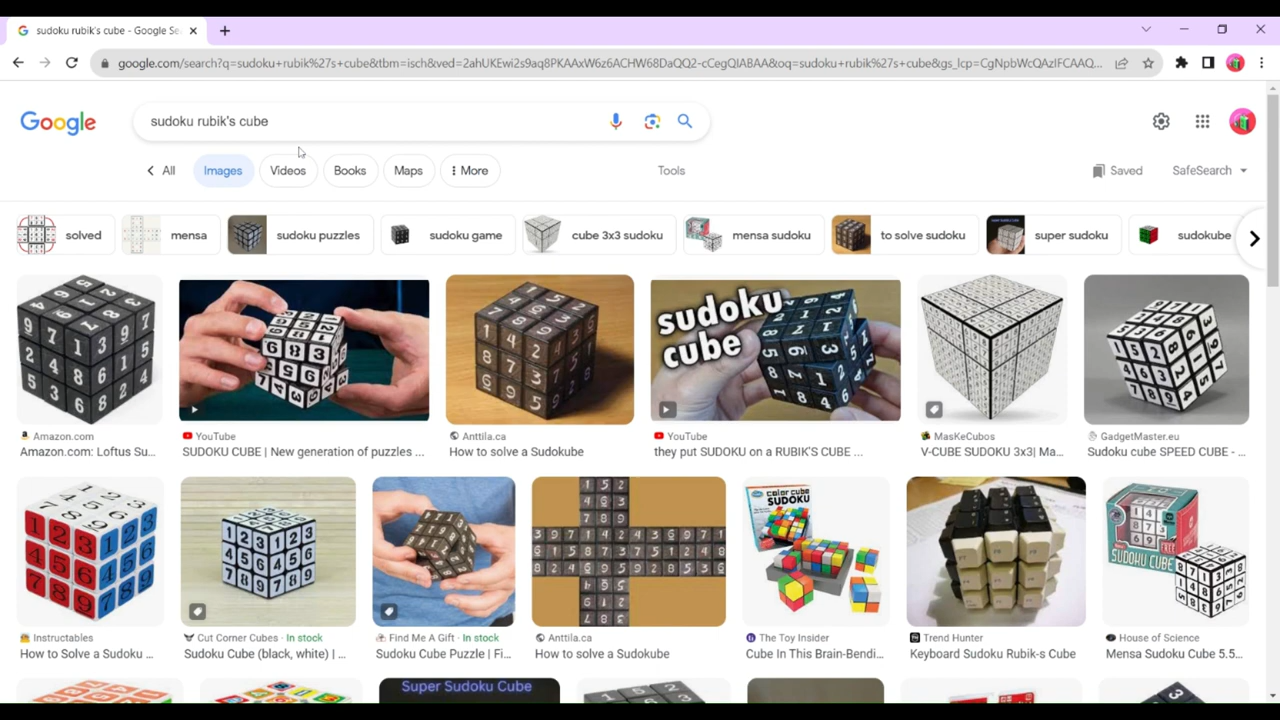 sudoku rubik's cube - Google Se
google.com/search?q=sudoku+rubik%27s+cube&tbm=isch&ved=2ahUKEwi2s9aq8PKAAxW6z6ACHW68DaQQ2-cCegQIABAA&oq=sudoku+rubik%27s+cube&gs_lcp=CgNpbWcQAzIFCAAQ...
Google
sudoku rubik's cube
All Images Videos Books Maps More Tools Saved SafeSearch
solved mensa sudoku puzzles sudoku game cube 3x3 sudoku mensa sudoku to solve sudoku super sudoku sudokube
sudoku
cube
Amazon.com YouTube Anttila.ca YouTube MasKeCubos GadgetMaster.eu
Amazon.com: Loftus Su... SUDOKU CUBE | New generation of puzzles ... How to solve a Sudokube they put SUDOKU on a RUBIK'S CUBE ... V-CUBE SUDOKU 3x3| Ma... Sudoku cube SPEED CUBE - ...
color cube
SUDOKU
SUDOKU CUBE
Instructables Cut Corner Cubes · In stock Find Me A Gift · In stock Anttila.ca The Toy Insider Trend Hunter House of Science
How to Solve a Sudoku ... Sudoku Cube (black, white) | ... Sudoku Cube Puzzle | Fi... How to solve a Sudokube Cube In This Brain-Bendi... Keyboard Sudoku Rubik-s Cube Mensa Sudoku Cube 5.5...
Super Sudoku Cube